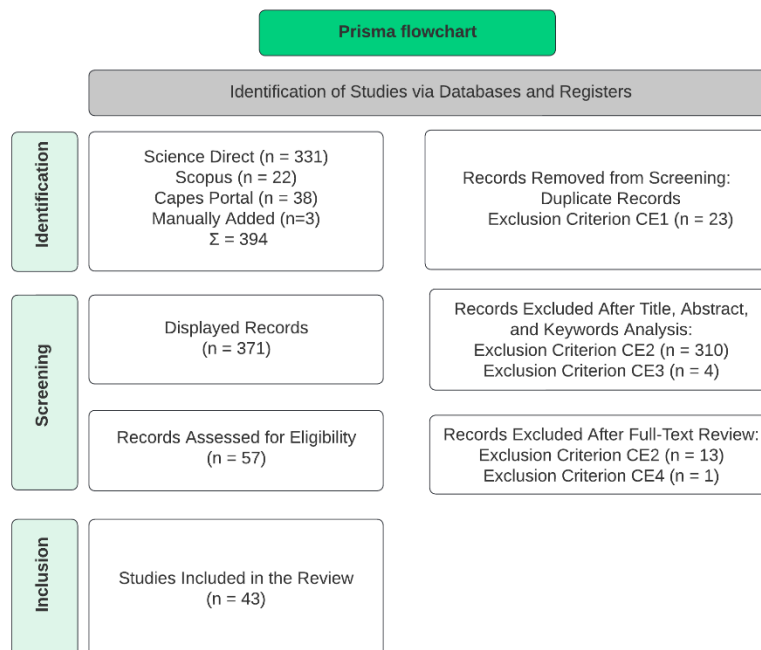 Prisma flowchart
Identification of Studies via Databases and Registers
Identification
Science Direct (n = 331)
Scopus (n = 22)
Capes Portal (n = 38)
Manually Added (n=3)
Σ = 394
Records Removed from Screening:
Duplicate Records
Exclusion Criterion CE1 (n = 23)
Screening
Displayed Records
(n = 371)
Records Excluded After Title, Abstract,
and Keywords Analysis:
Exclusion Criterion CE2 (n = 310)
Exclusion Criterion CE3 (n = 4)
Records Assessed for Eligibility
(n = 57)
Records Excluded After Full-Text Review:
Exclusion Criterion CE2 (n = 13)
Exclusion Criterion CE4 (n = 1)
Inclusion
Studies Included in the Review
(n = 43)